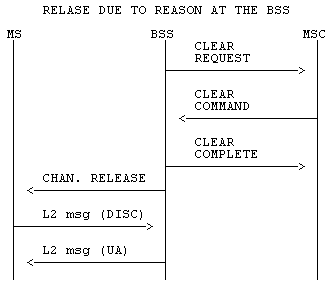 RELASE DUE TO REASON AT THE BSS
MS BSS MSC
CLEAR
REQUEST
CLEAR
COMMAND
CLEAR
COMPLETE
CHAN. RELEASE
L2 msg (DISC)
L2 msg (UA)